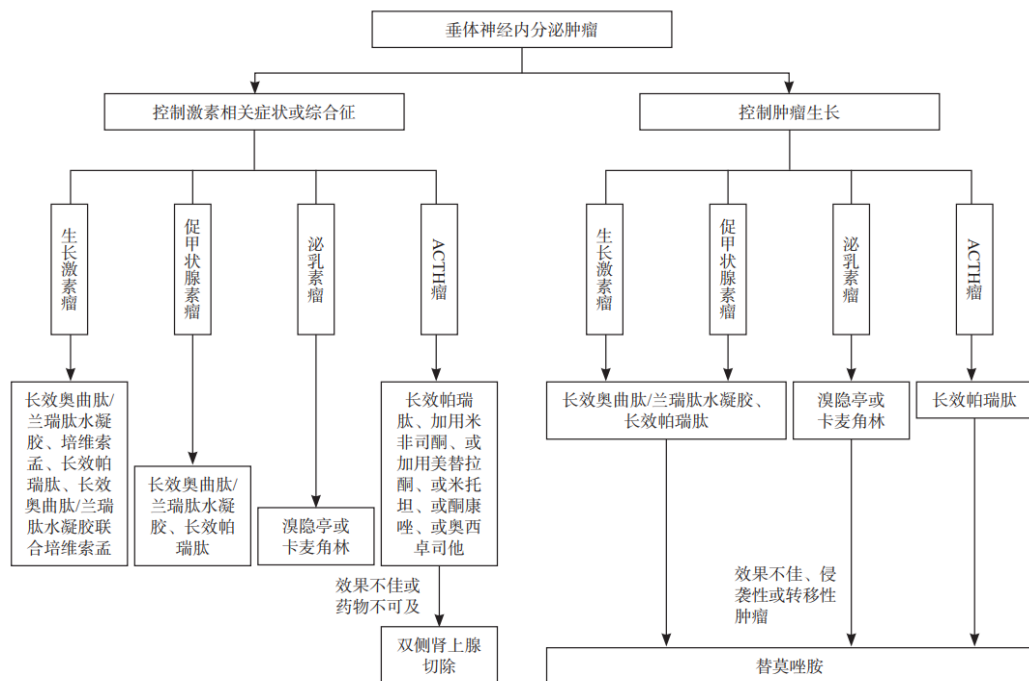 垂体神经内分泌肿瘤
控制激素相关症状或综合征
控制肿瘤生长
生长激素瘤
促甲状腺素瘤
泌乳素瘤
ACTH瘤
生长激素瘤
促甲状腺素瘤
泌乳素瘤
ACTH瘤
长效奥曲肽/
兰瑞肽水凝
胶、培维索
孟、长效帕
瑞肽、长效
奥曲肽/兰瑞
肽水凝胶联
合培维索孟
长效奥曲肽/
兰瑞肽水凝
胶、长效帕
瑞肽
溴隐亭或
卡麦角林
长效帕瑞
肽、加用米
非司酮、或
加用美替拉
酮、或米托
坦、或酮康
唑、或奥西
卓司他
长效奥曲肽/兰瑞肽水凝胶、
长效帕瑞肽
溴隐亭或
卡麦角林
长效帕瑞肽
效果不佳或
药物不可及
双侧肾上腺
切除
效果不佳、侵
袭性或转移性
肿瘤
替莫唑胺